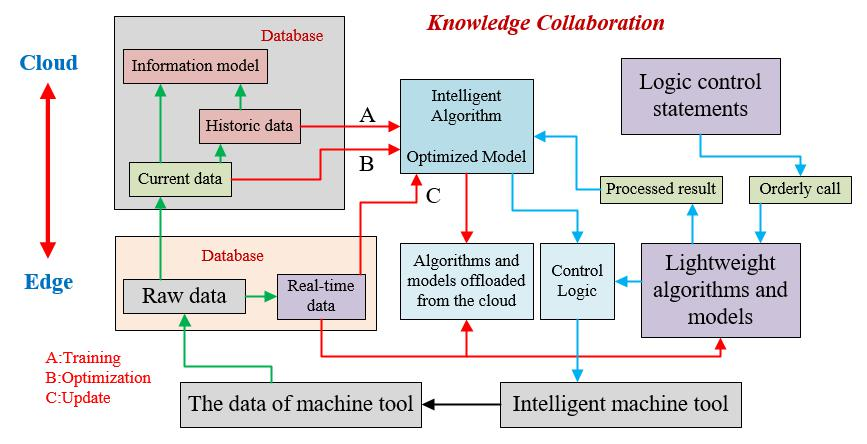 Knowledge Collaboration
Database
Cloud
Information model
Historic data
Current data
A
B
C
Intelligent
Algorithm
Optimized Model
Logic control
statements
Processed result
Orderly call
Database
Edge
Raw data
Real-time
data
Algorithms and
models offloaded
from the cloud
Control
Logic
Lightweight
algorithms and
models
A:Training
B:Optimization
C:Update
The data of machine tool
Intelligent machine tool